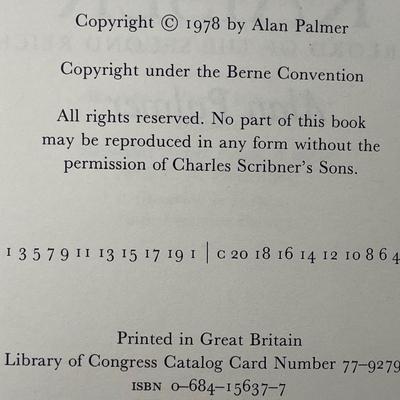 Copyright © 1978 by Alan Palmer
Copyright under the Berne Convention
All rights reserved. No part of this book
may be reproduced in any form without the
permission of Charles Scribner's Sons.
1 3 5 7 9 11 13 15 17 19 1 | C 20 18 16 14 12 10 8 6 4
Printed in Great Britain
Library of Congress Catalog Card Number 77-9279
ISBN 0-684-15637-7